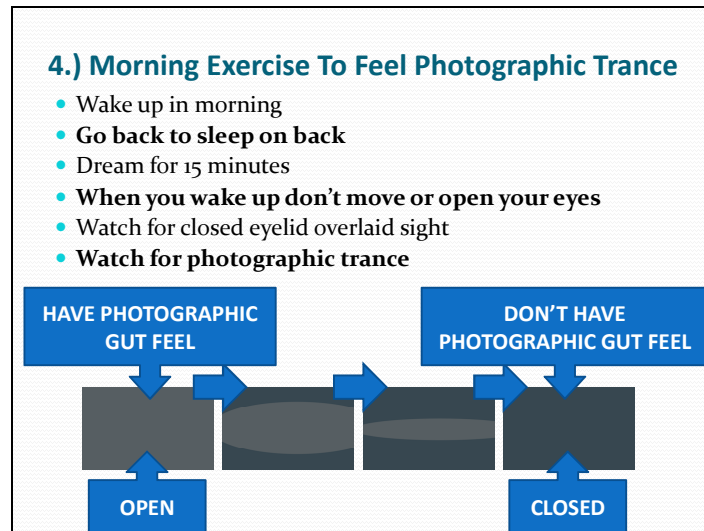 4.) Morning Exercise To Feel Photographic Trance
• Wake up in morning
• Go back to sleep on back
• Dream for 15 minutes
• When you wake up don't move or open your eyes
• Watch for closed eyelid overlaid sight
• Watch for photographic trance
HAVE PHOTOGRAPHIC
GUT FEEL
DON'T HAVE
PHOTOGRAPHIC GUT FEEL
OPEN
CLOSED